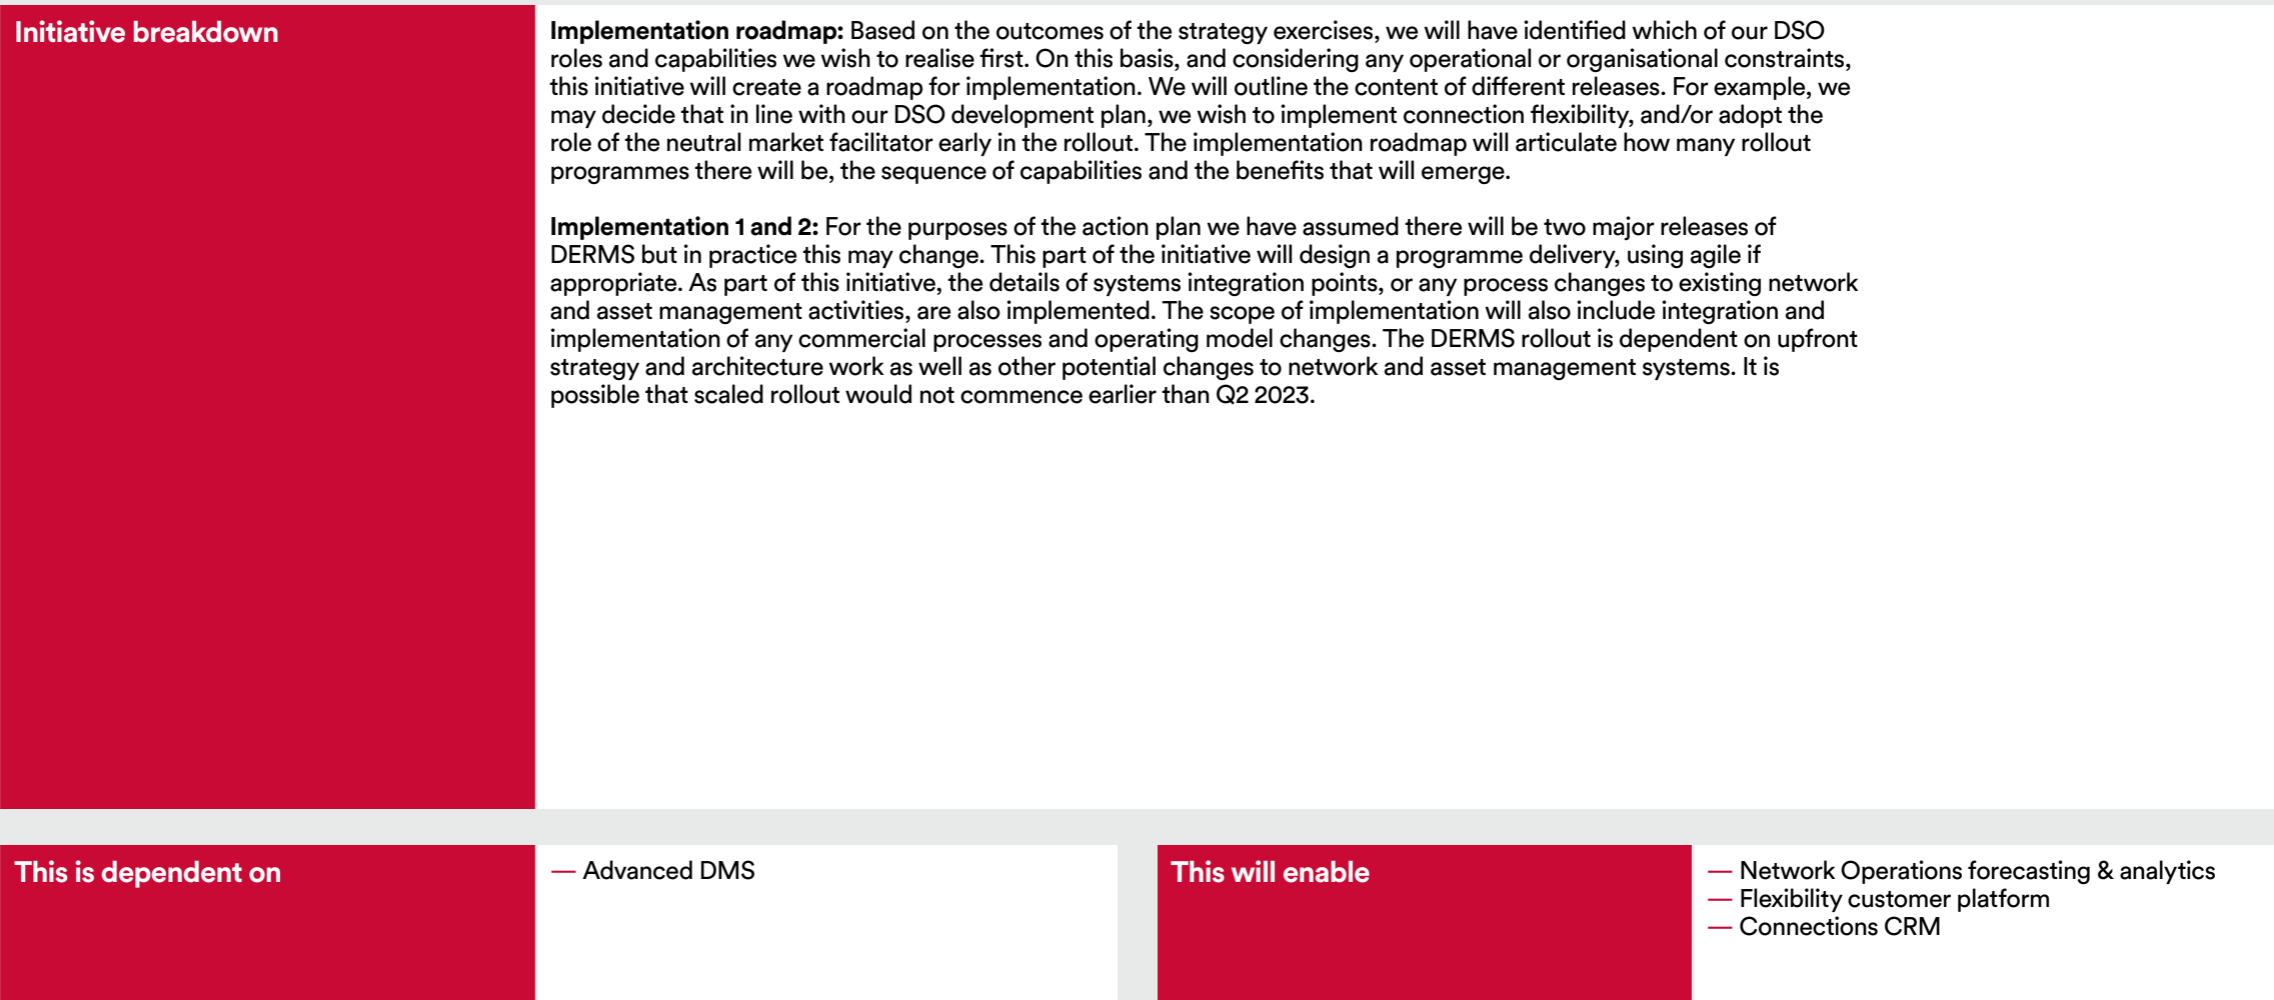 Initiative breakdown
Implementation roadmap: Based on the outcomes of the strategy exercises, we will have identified which of our DSO
roles and capabilities we wish to realise first. On this basis, and considering any operational or organisational constraints,
this initiative will create a roadmap for implementation. We will outline the content of different releases. For example, we
may decide that in line with our DSO development plan, we wish to implement connection flexibility, and/or adopt the
role of the neutral market facilitator early in the rollout. The implementation roadmap will articulate how many rollout
programmes there will be, the sequence of capabilities and the benefits that will emerge.
Implementation 1 and 2: For the purposes of the action plan we have assumed there will be two major releases of
DERMS but in practice this may change. This part of the initiative will design a programme delivery, using agile if
appropriate. As part of this initiative, the details of systems integration points, or any process changes to existing network
and asset management activities, are also implemented. The scope of implementation will also include integration and
implementation of any commercial processes and operating model changes. The DERMS rollout is dependent on upfront
strategy and architecture work as well as other potential changes to network and asset management systems. It is
possible that scaled rollout would not commence earlier than Q2 2023.
This is dependent on
— Advanced DMS
This will enable
— Network Operations forecasting & analytics
— Flexibility customer platform
— Connections CRM